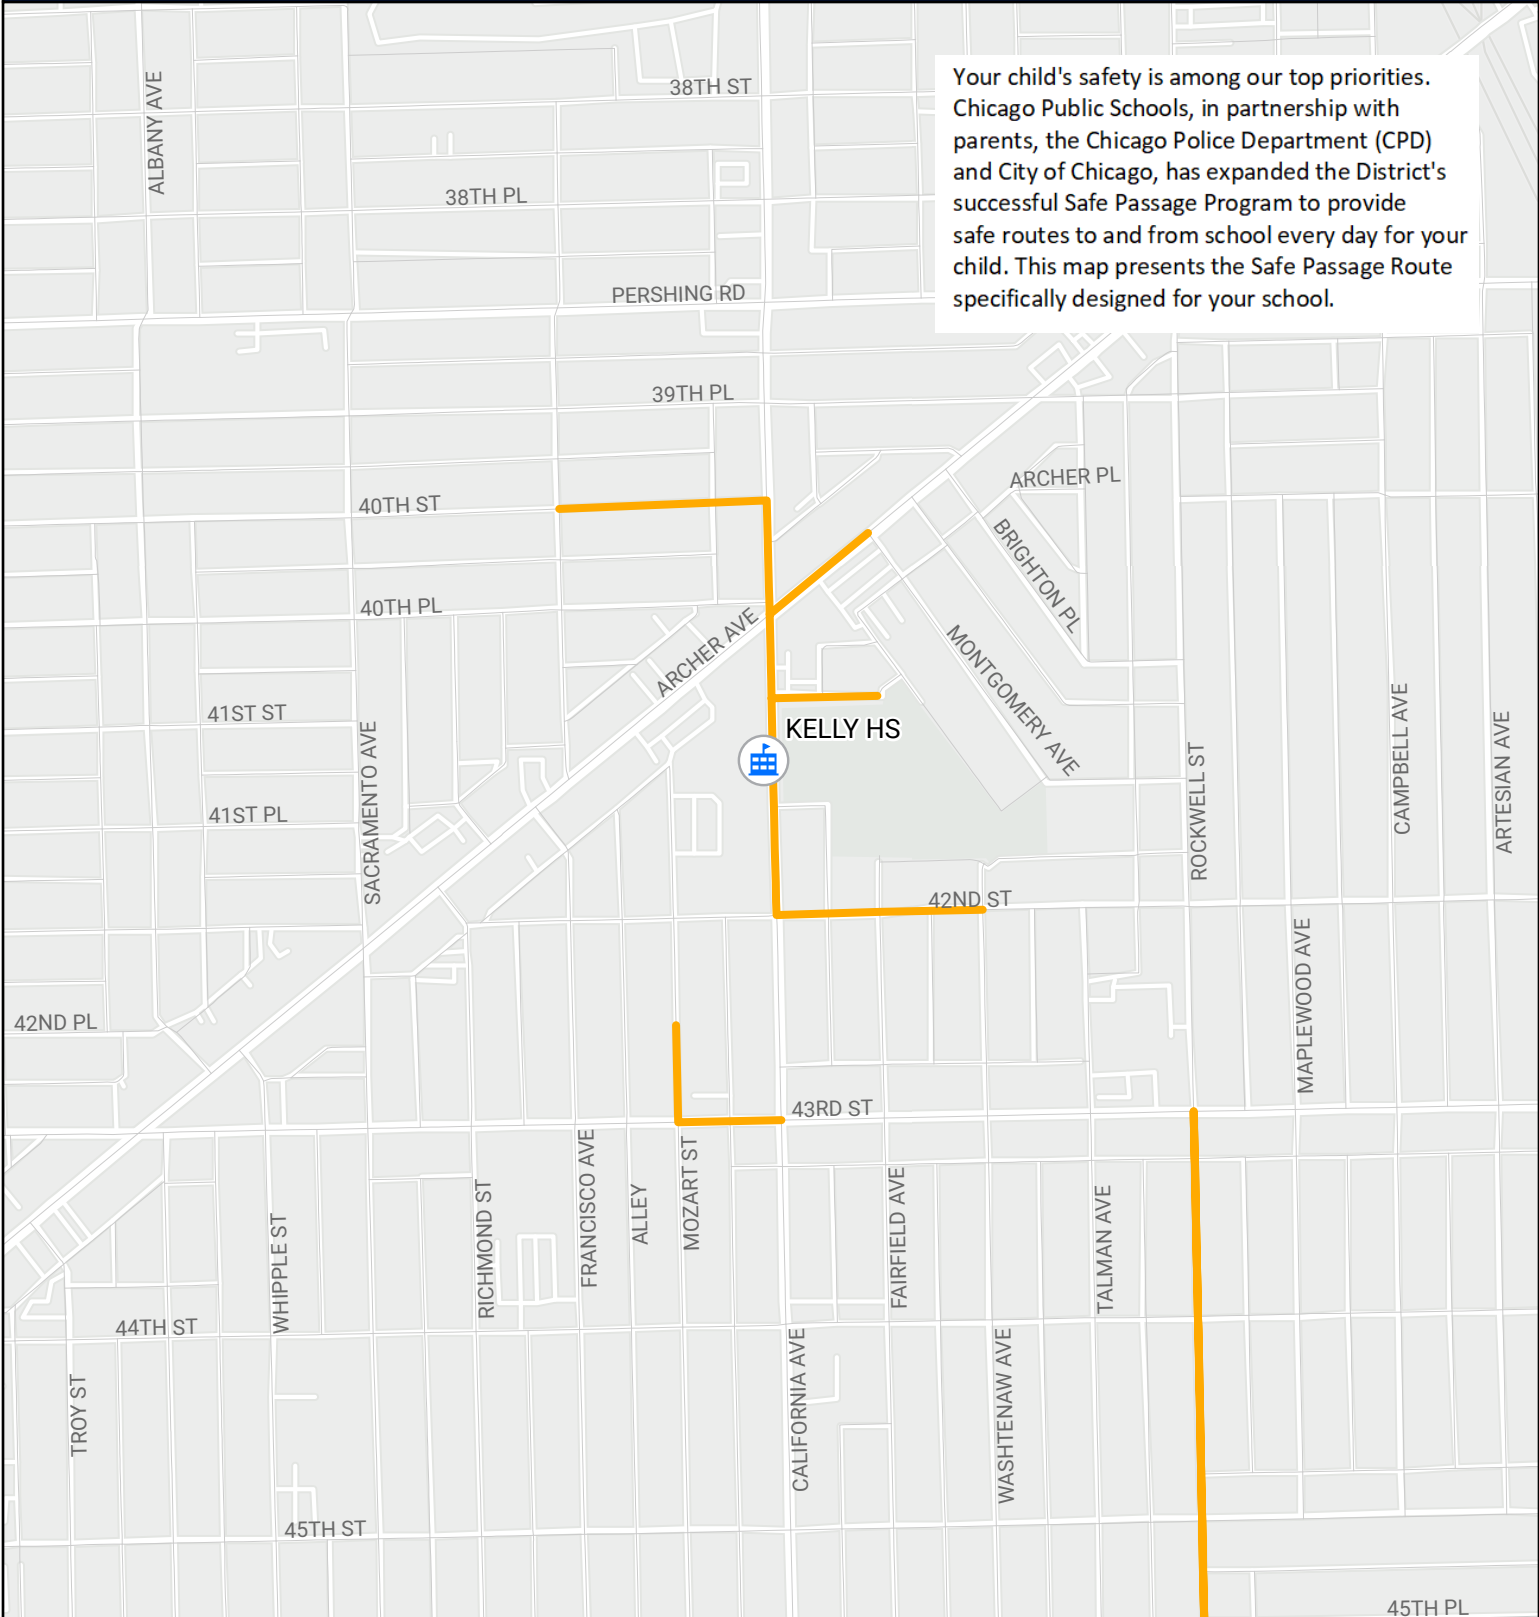 Your child's safety is among our top priorities.
Chicago Public Schools, in partnership with
parents, the Chicago Police Department (CPD)
and City of Chicago, has expanded the District's
successful Safe Passage Program to provide
safe routes to and from school every day for your
child. This map presents the Safe Passage Route
specifically designed for your school.
38TH ST
ALBANY AVE
38TH PL
PERSHING RD
39TH PL
ARCHER PL
40TH ST
BRIGHTON PL
40TH PL
ARCHER AVE
MONTGOMERY AVE
41ST ST
KELLY HS
SACRAMENTO AVE
CAMPBELL AVE
ARTESIAN AVE
ROCKWELL ST
41ST PL
42ND ST
MAPLEWOOD AVE
42ND PL
43RD ST
FRANCISCO AVE
MOZART ST
ALLEY
RICHMOND ST
FAIRFIELD AVE
TALMAN AVE
WHIPPLE ST
44TH ST
CALIFORNIA AVE
WASHTENAW AVE
TROY ST
45TH ST
45TH PL